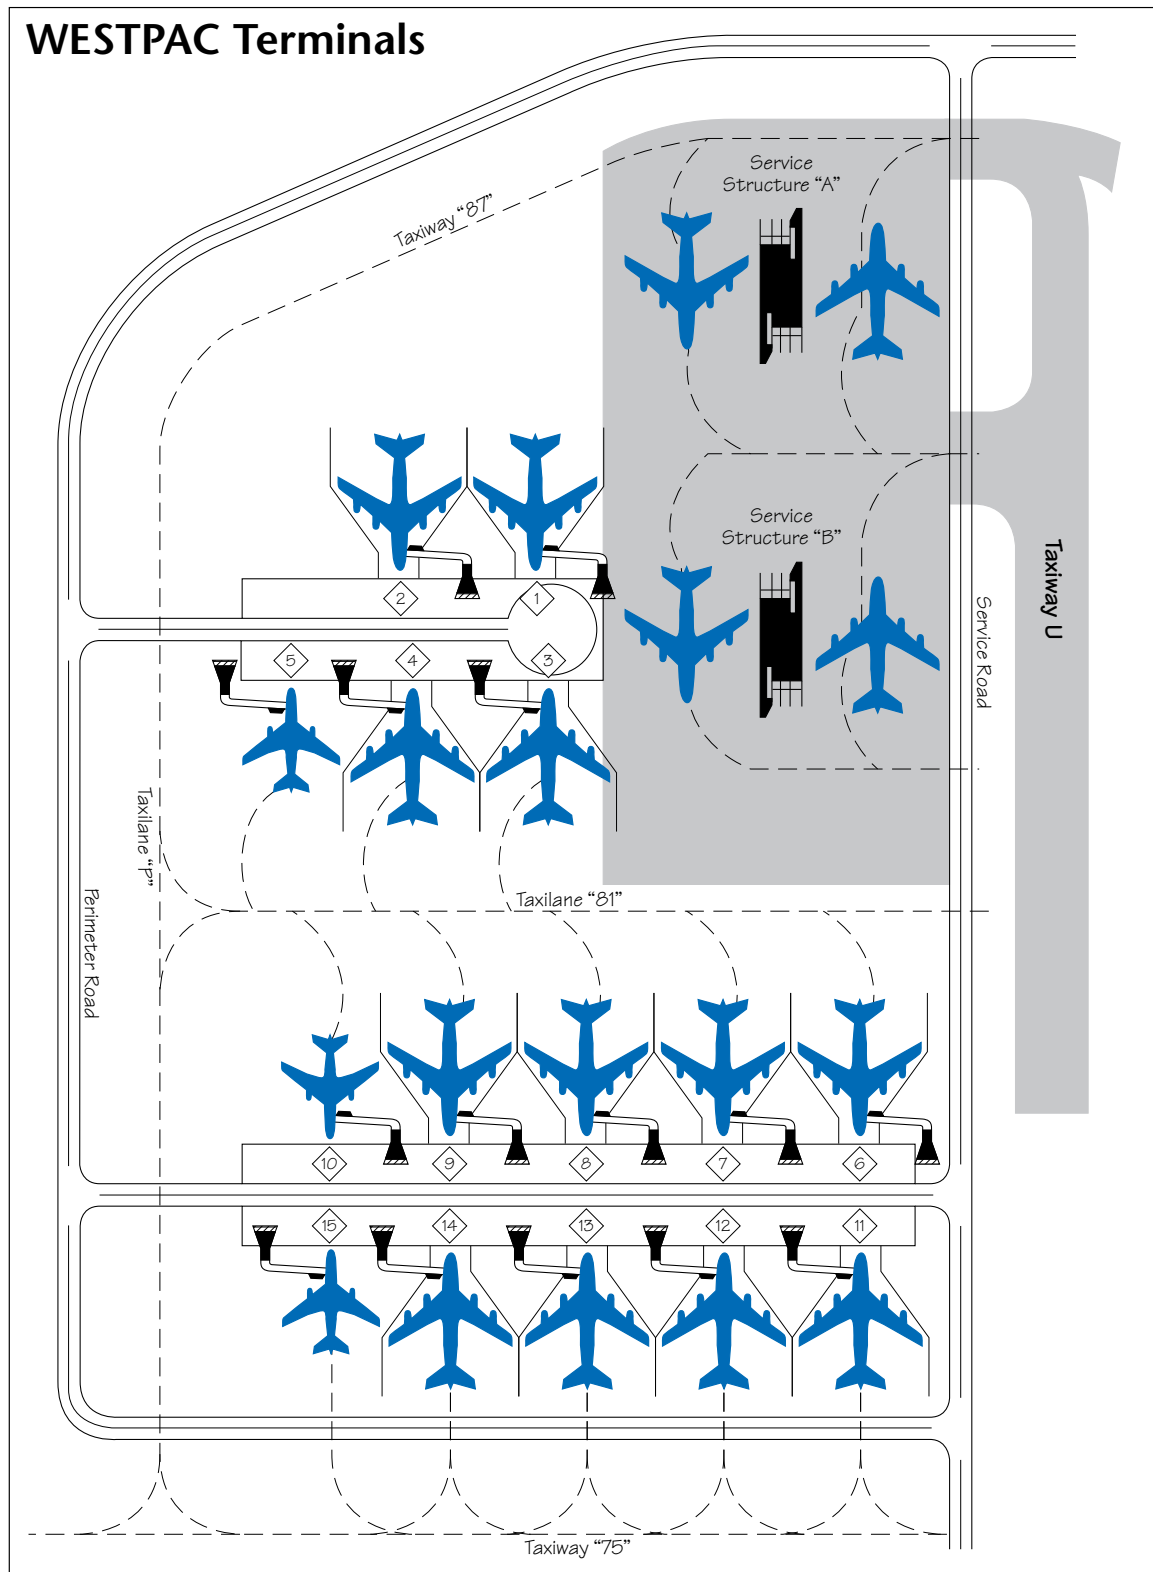 WESTPAC Terminals
Service
Structure “A”
Taxiway “87”
Service
Structure “B”
Taxiway U
2
1
Service Road
5
4
3
Taxilane “P”
Perimeter Road
Taxilane “81”
10
9
8
7
6
15
14
13
12
11
Taxiway “75”